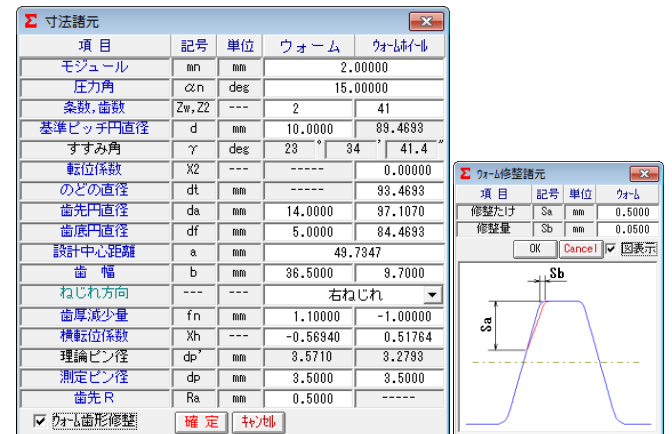 Σ 寸法諸元
項 目 記号 単位 ウォーム ウォームホイール
モジュール mn mm 2.00000
圧力角 αn deg 15.00000
条数,歯数 Zw,Z2 --- 2 41
基準ピッチ円直径 d mm 10.0000 89.4693
すすみ角 γ deg 23 ° 34 ' 41.4 "
転位係数 X2 --- ----- 0.00000
のどの直径 dt mm ----- 93.4693
歯先円直径 da mm 14.0000 97.1070
歯底円直径 df mm 5.0000 84.4693
設計中心距離 a mm 49.7347
歯 幅 b mm 36.5000 9.7000
ねじれ方向 --- --- 右ねじれ
歯厚減少量 fn mm 1.10000 -1.00000
横転位係数 Xh --- -0.56940 0.51764
理論ピン径 dp' mm 3.5710 3.2793
測定ピン径 dp mm 3.5000 3.5000
歯先R Ra mm 0.5000 -----
ウォーム歯形修整 確 定 キャンセル
Σ ウォーム修整諸元
項 目 記号 単位 ウォーム
修整たけ Sa mm 0.5000
修整量 Sb mm 0.0500
OK Cancel 図表示
Sb
Sa